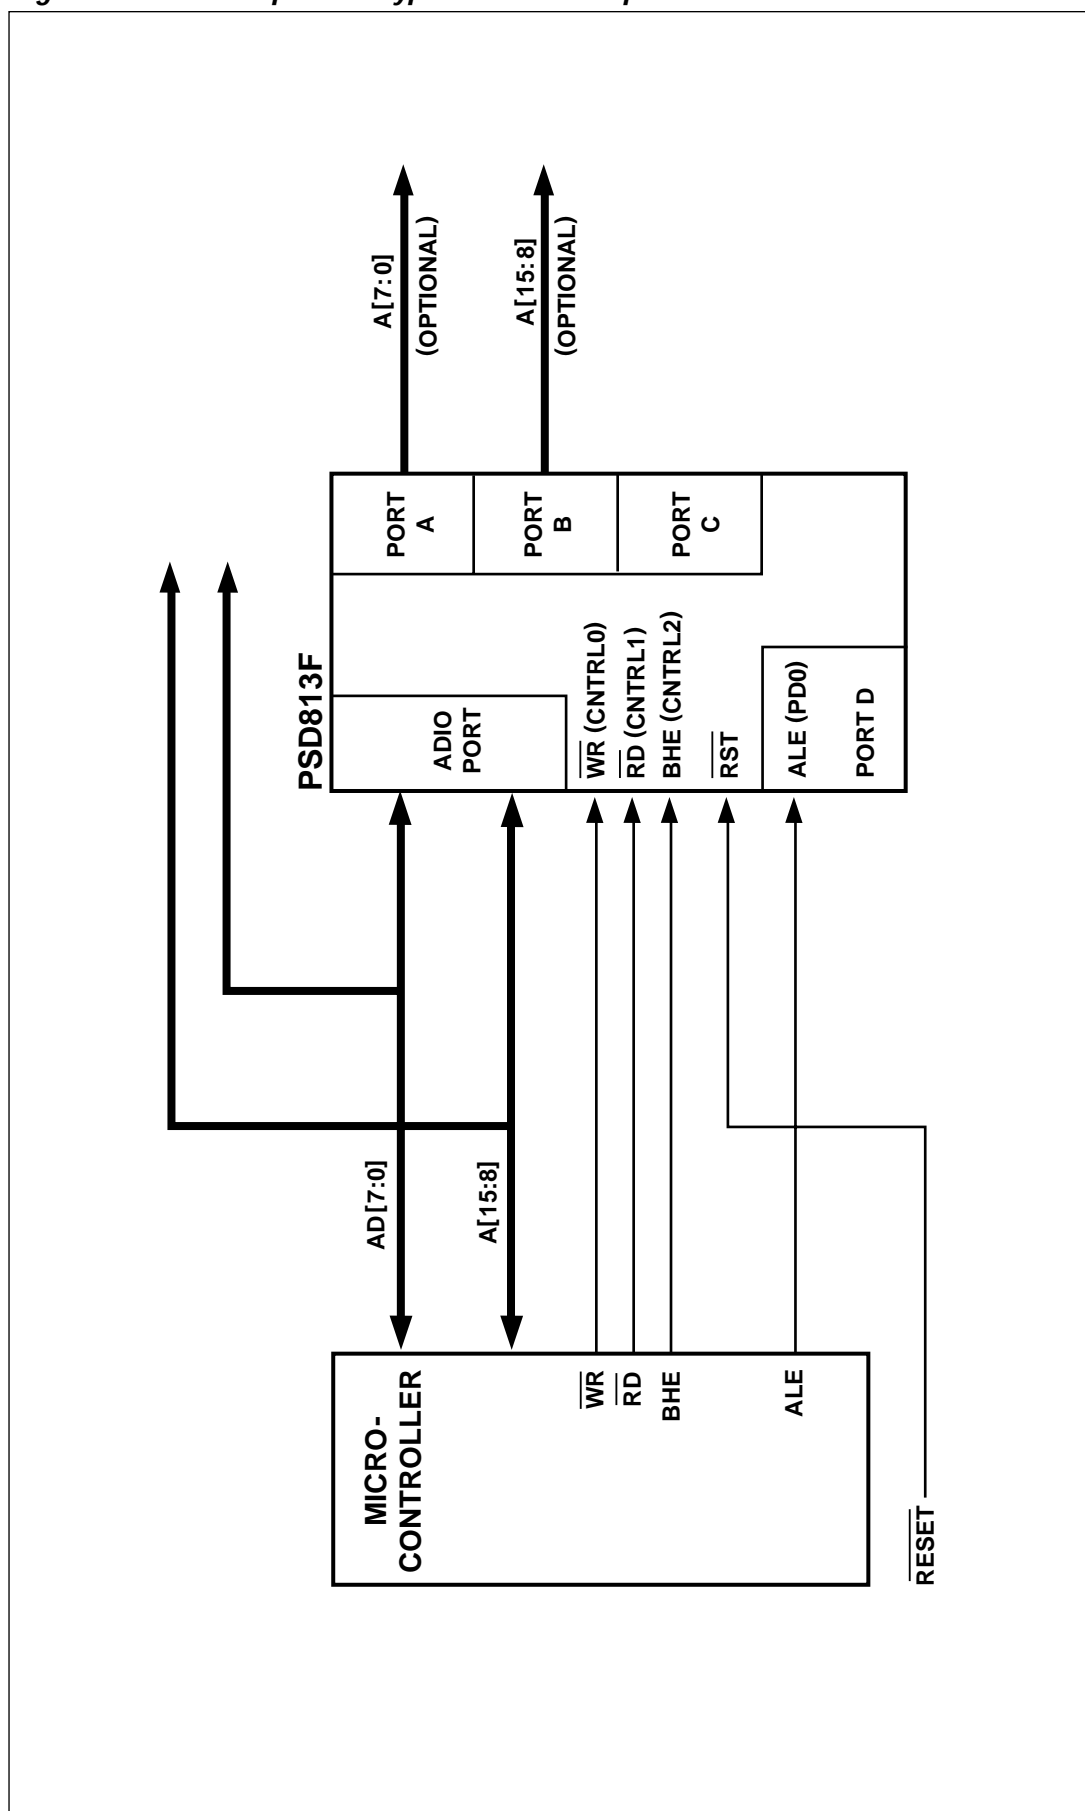 MICRO-
CONTROLLER
WR
RD
BHE
ALE
RESET
AD[7:0]
A[15:8]
PSD813F
ADIO
PORT
WR (CNTRL0)
RD (CNTRL1)
BHE (CNTRL2)
RST
ALE (PD0)
PORT D
PORT
A
PORT
B
PORT
C
A[7:0]
(OPTIONAL)
A[15:8]
(OPTIONAL)